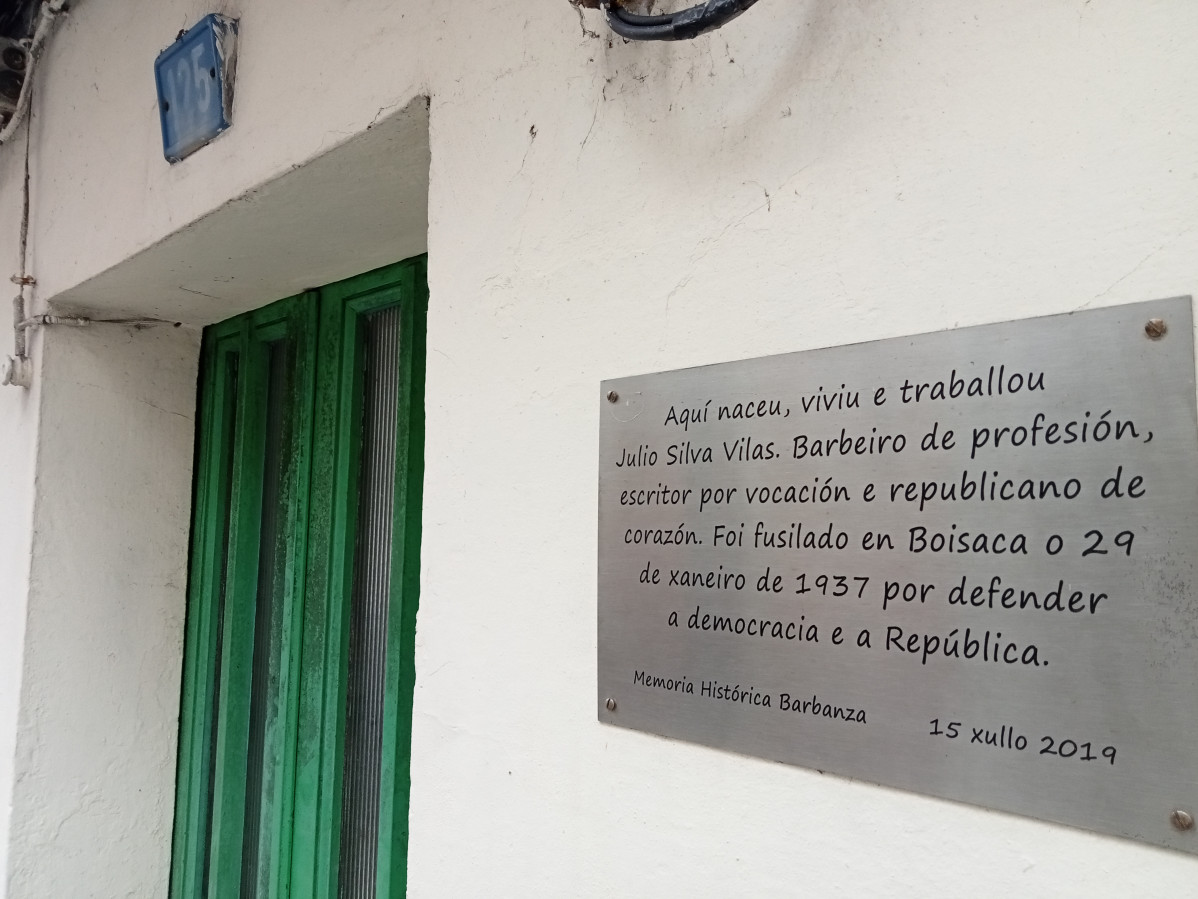 125
Aquí naceu, viviu e traballou
Julio Silva Vilas. Barbeiro de profesión,
escritor por vocación e republicano de
corazón. Foi fusilado en Boisaca o 29
de xaneiro de 1937 por defender
a democracia e a República.
Memoria Histórica Barbanza 15 xullo 2019